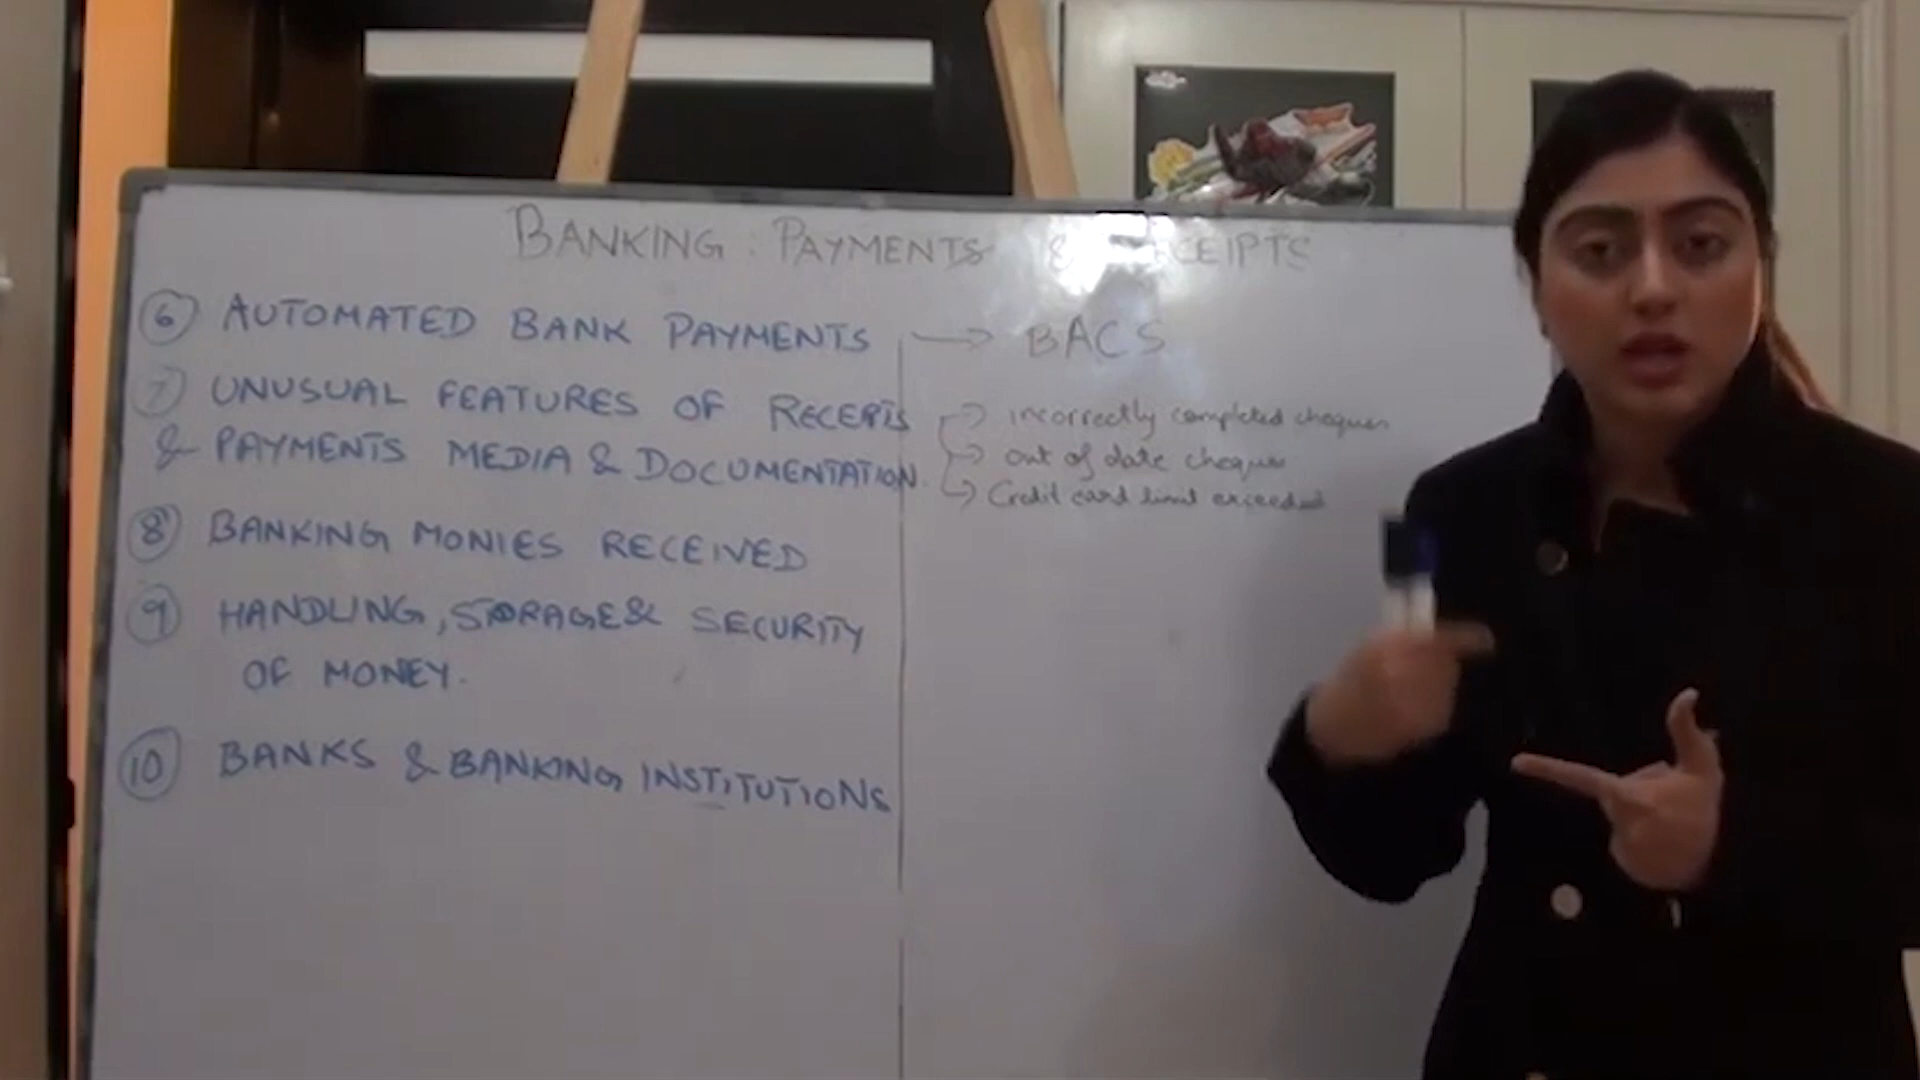 BANKING : PAYMENTS & RECEIPTS
6 AUTOMATED BANK PAYMENTS → BACS
7 UNUSUAL FEATURES OF RECEPTS
& PAYMENTS MEDIA & DOCUMENTATION.
→ incorrectly completed cheques
→ out of date cheques
→ Credit card limit exceeded
8 BANKING MONIES RECEIVED
9 HANDLING, STORAGE & SECURITY
OF MONEY.
10 BANKS & BANKING INSTITUTIONS